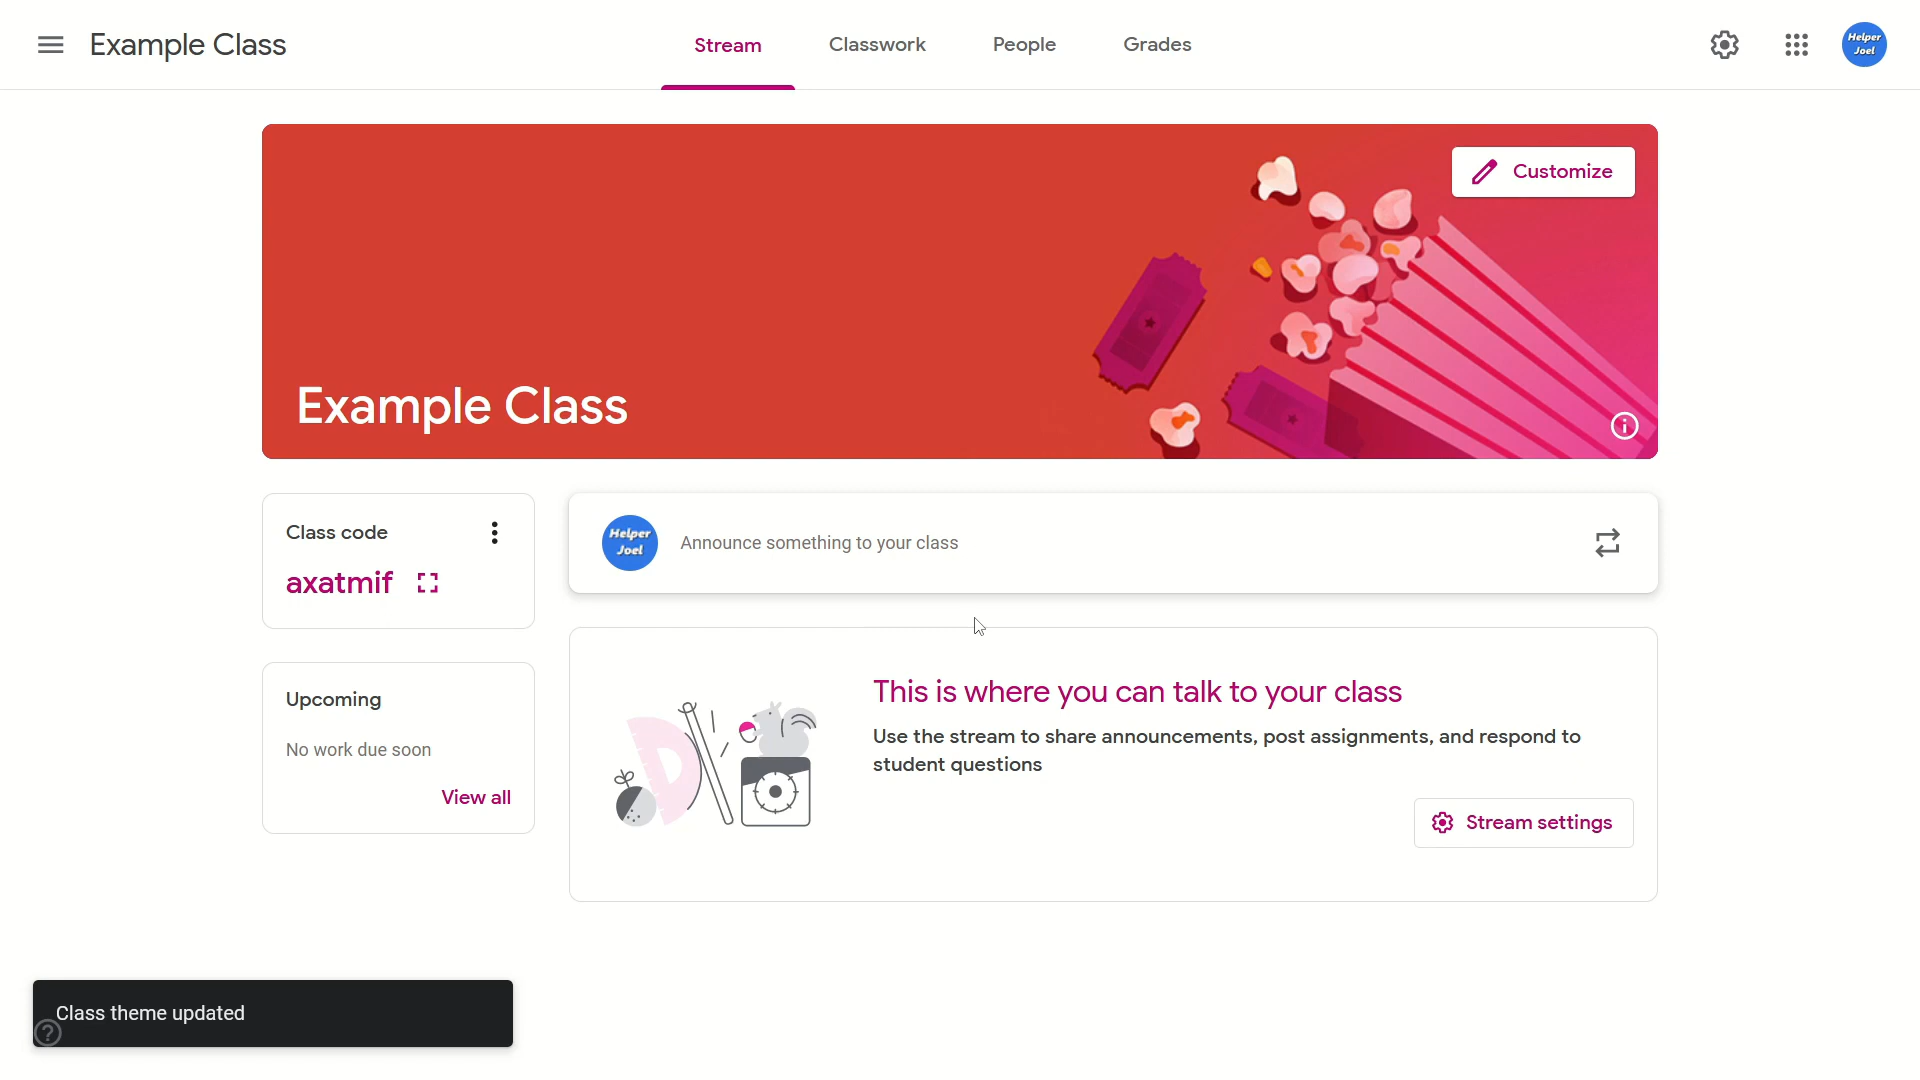 Example Class
Stream
Classwork
People
Grades
Helper
Joel
Customize
Example Class
Class code
axatmif
Helper
Joel
Announce something to your class
Upcoming
No work due soon
View all
This is where you can talk to your class
Use the stream to share announcements, post assignments, and respond to
student questions
Stream settings
Class theme updated